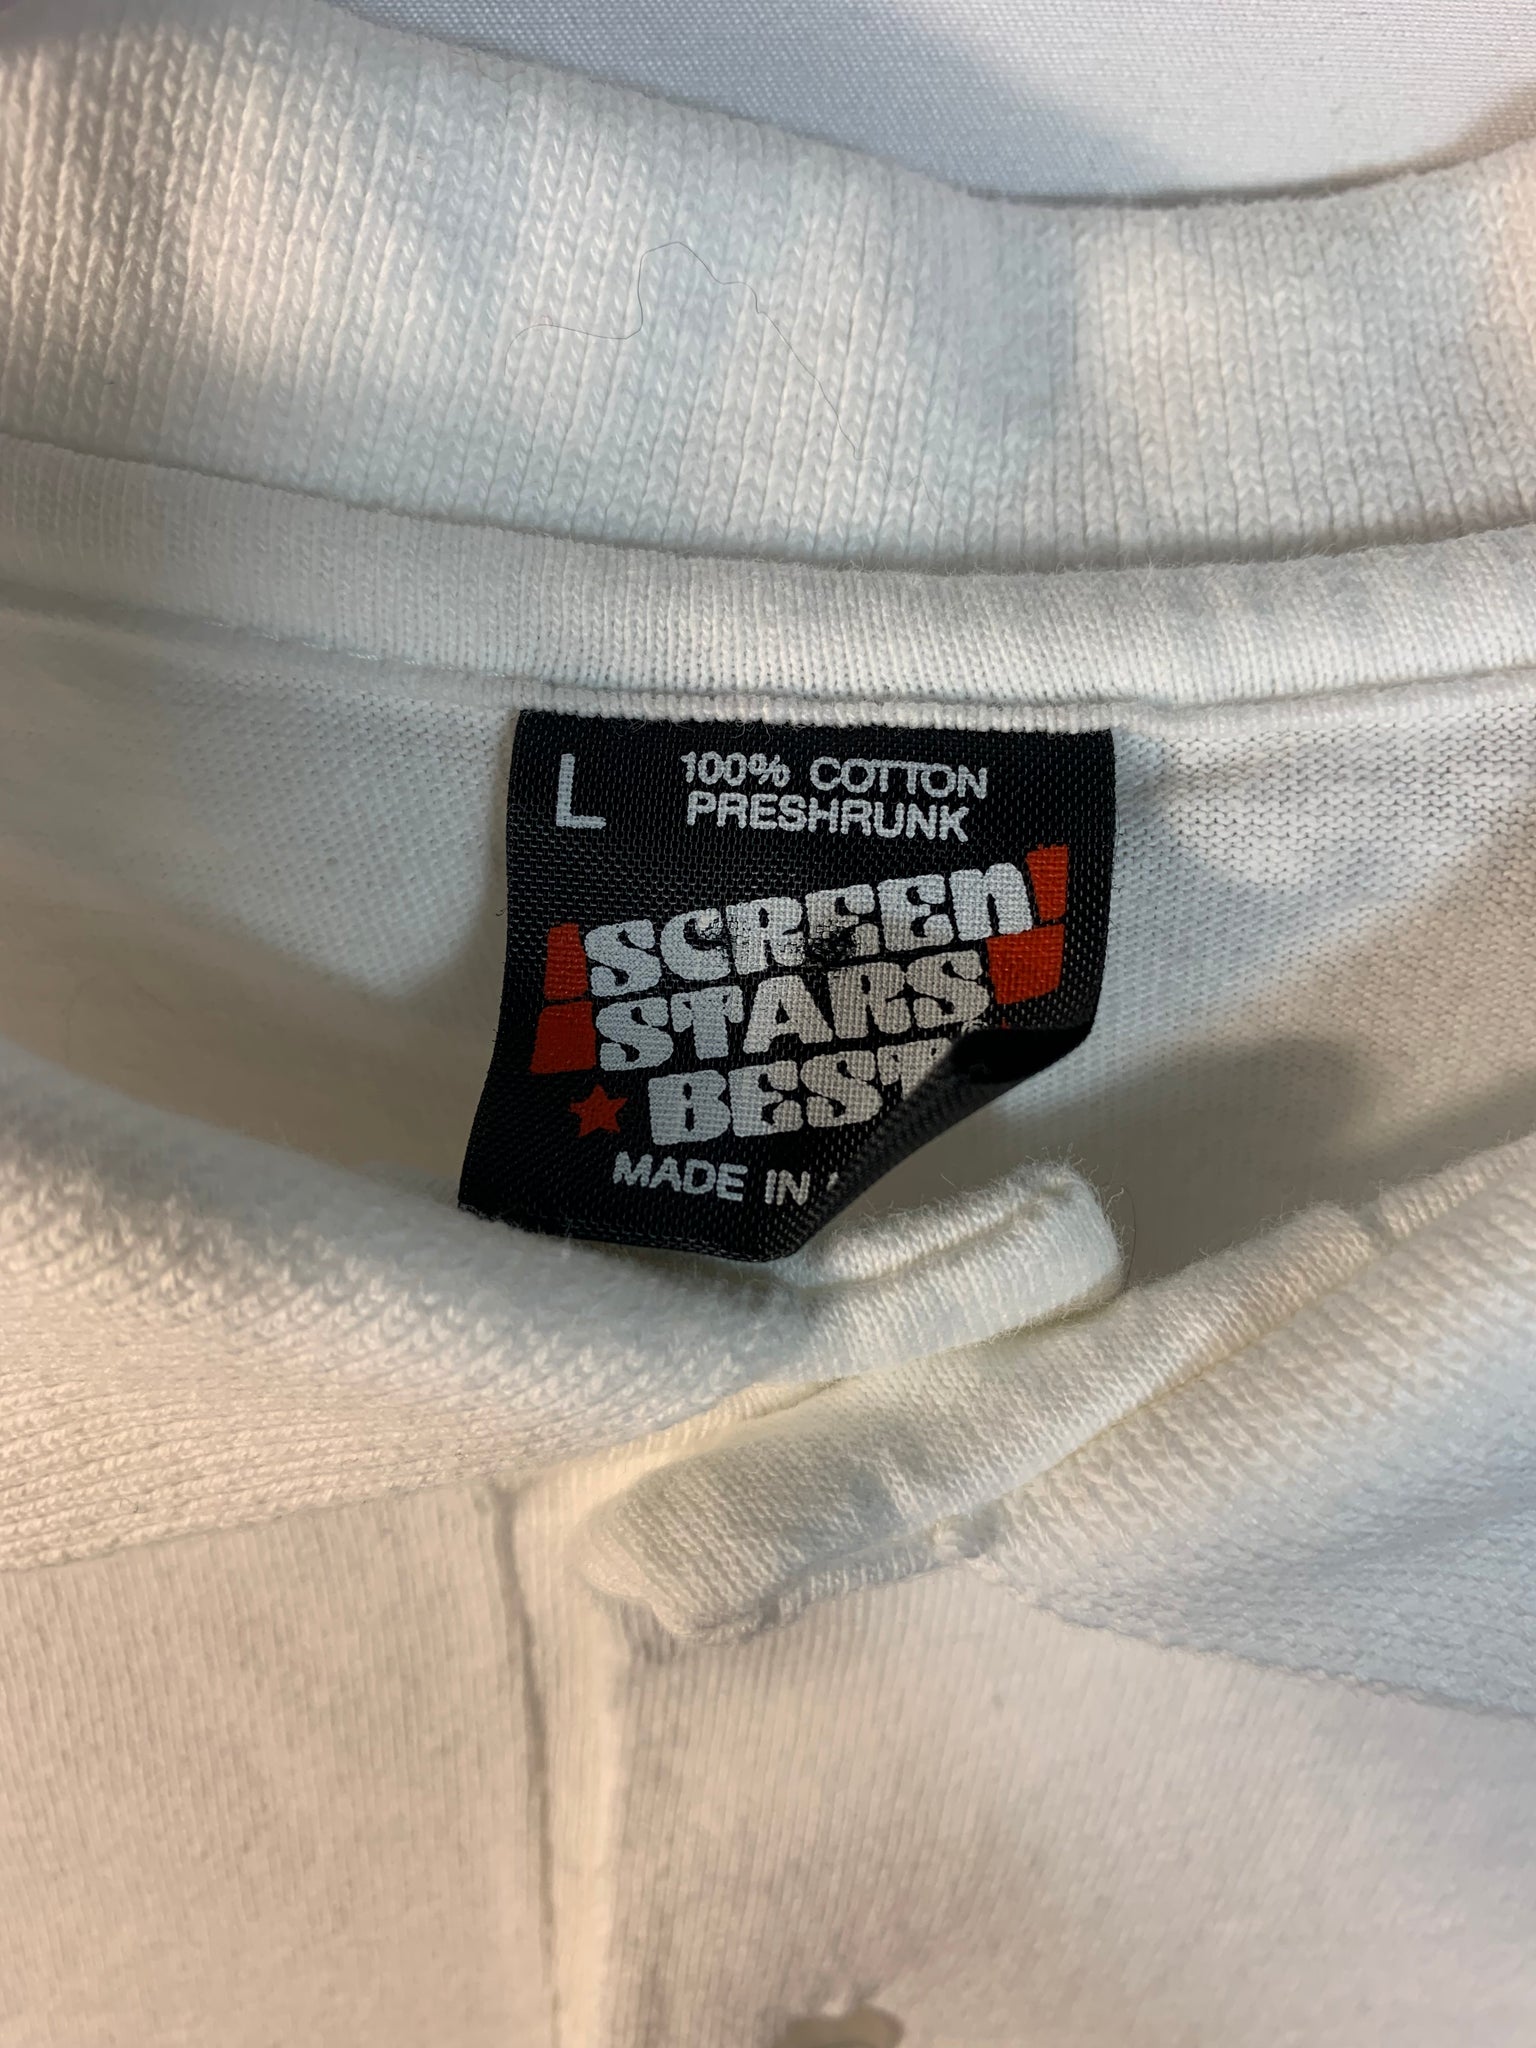 L 100% COTTON
PRESHRUNK
SCREEn
STARS
BEST
MADE IN